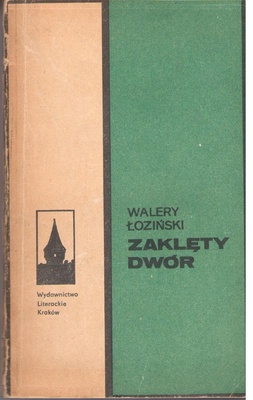 WALERY
ŁOZIŃSKI
ZAKLĘTY
DWÓR
Wydawnictwo
Literackie
Kraków